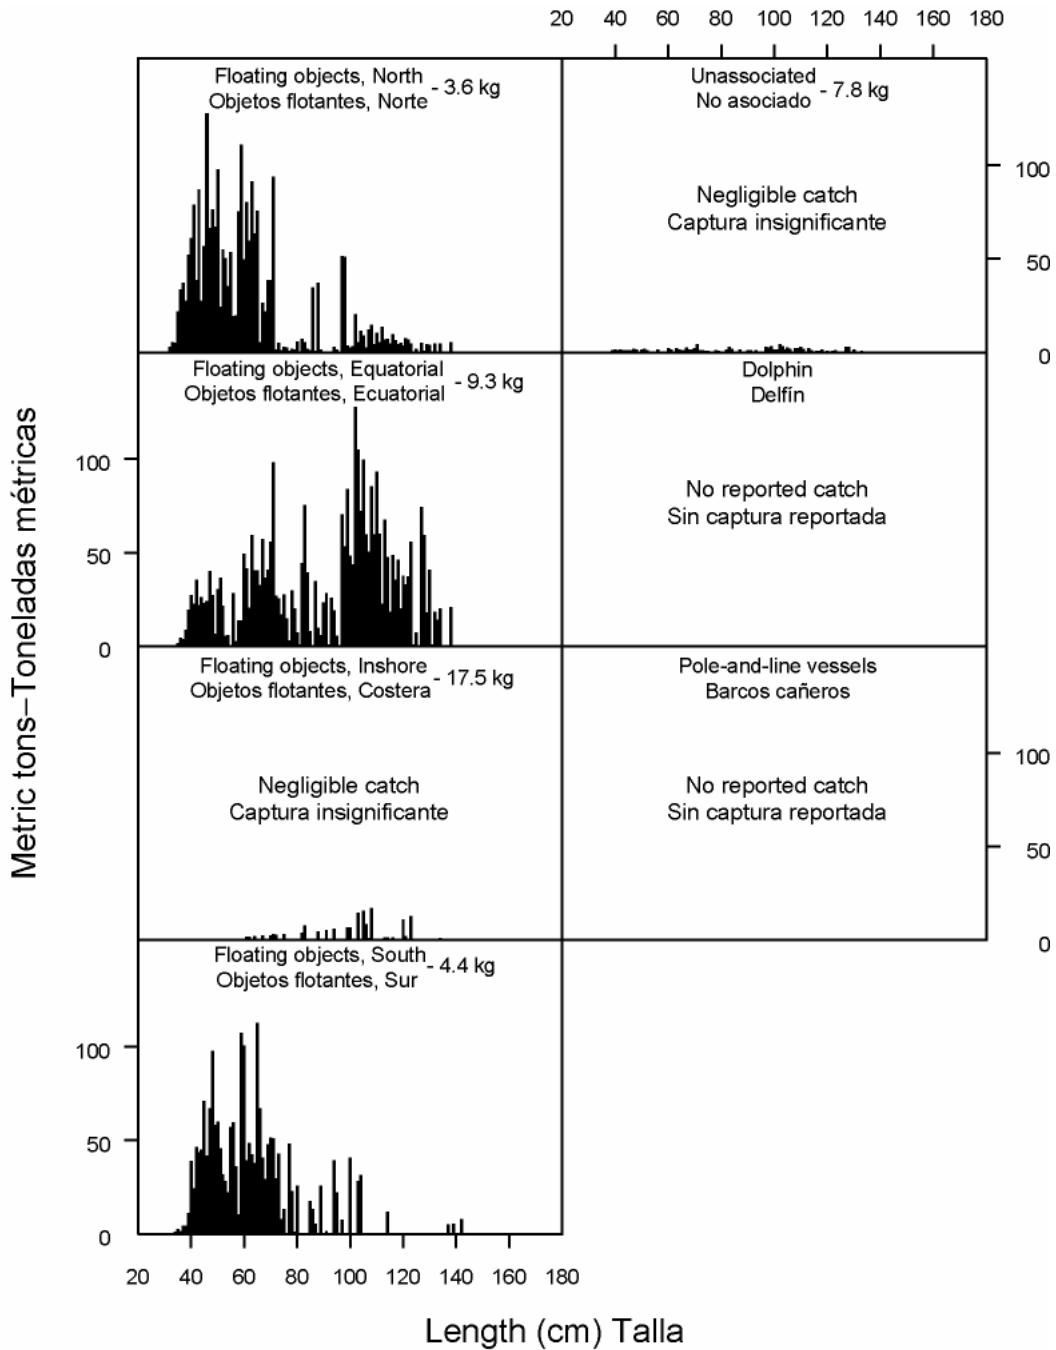 20 40 60 80 100 120 140 160 180
Floating objects, North
Objetos flotantes, Norte
- 3.6 kg
Unassociated
No asociado
- 7.8 kg
Negligible catch
Captura insignificante
100
50
0
Floating objects, Equatorial
Objetos flotantes, Ecuatorial
- 9.3 kg
100
50
0
Dolphin
Delfín
No reported catch
Sin captura reportada
Floating objects, Inshore
Objetos flotantes, Costera
- 17.5 kg
Negligible catch
Captura insignificante
Pole-and-line vessels
Barcos cañeros
No reported catch
Sin captura reportada
100
50
0
Floating objects, South
Objetos flotantes, Sur
- 4.4 kg
100
50
0
20 40 60 80 100 120 140 160 180
Metric tons–Toneladas métricas
Length (cm) Talla